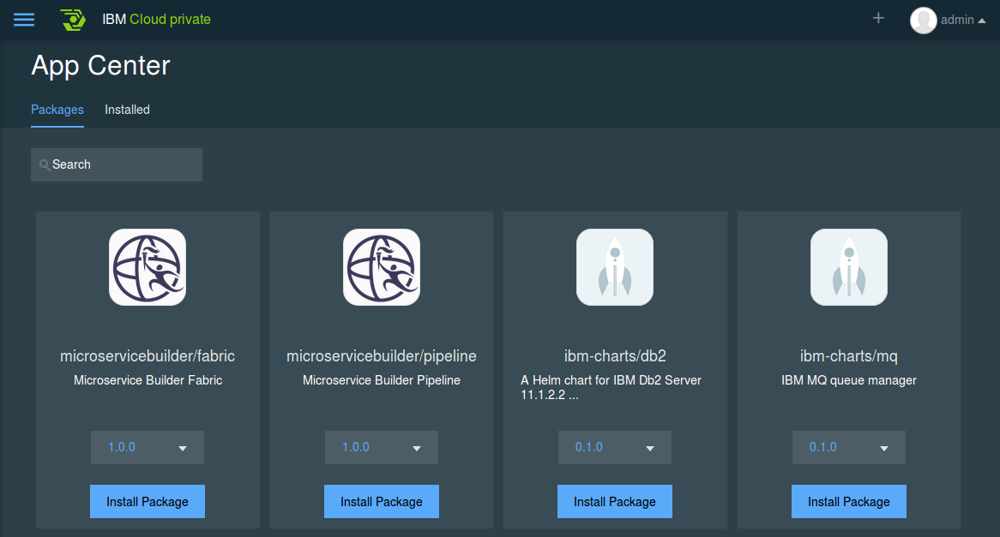 IBM Cloud private
+
admin
App Center
Packages Installed
Search
microservicebuilder/fabric
Microservice Builder Fabric
1.0.0
Install Package
microservicebuilder/pipeline
Microservice Builder Pipeline
1.0.0
Install Package
ibm-charts/db2
A Helm chart for IBM Db2 Server
11.1.2.2 ...
0.1.0
Install Package
ibm-charts/mq
IBM MQ queue manager
0.1.0
Install Package